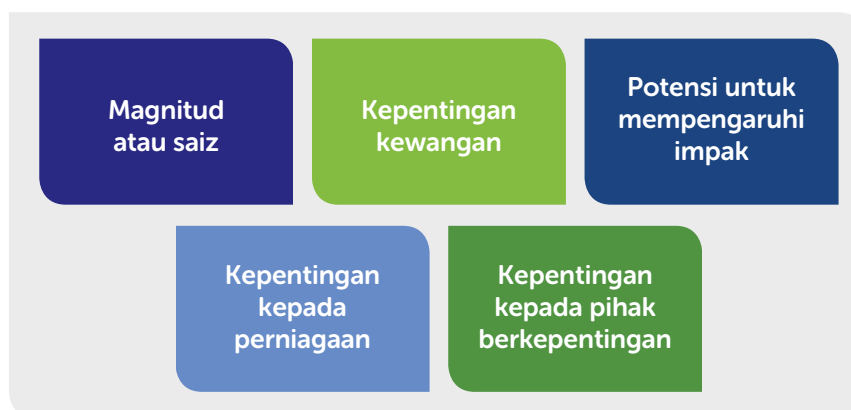 Magnitud
atau saiz
Kepentingan
kewangan
Potensi untuk
mempengaruhi
impak
Kepentingan
kepada
perniagaan
Kepentingan
kepada pihak
berkepentingan